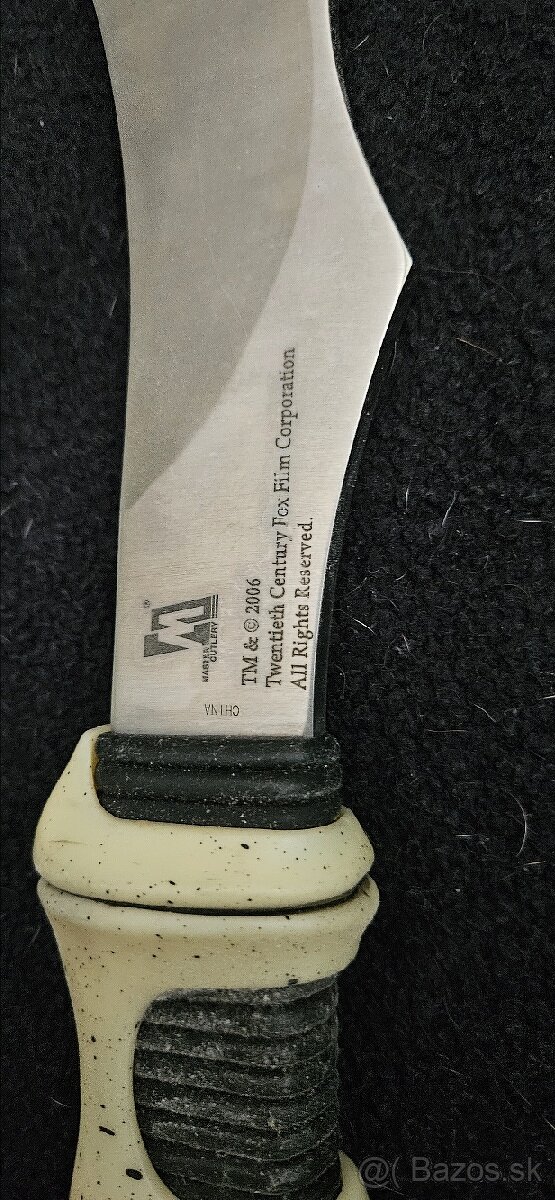 TM & © 2006
Twentieth Century Fox Film Corporation
All Rights Reserved.
®
MASTER
CUTLERY
CHINA
@( Bazos.sk